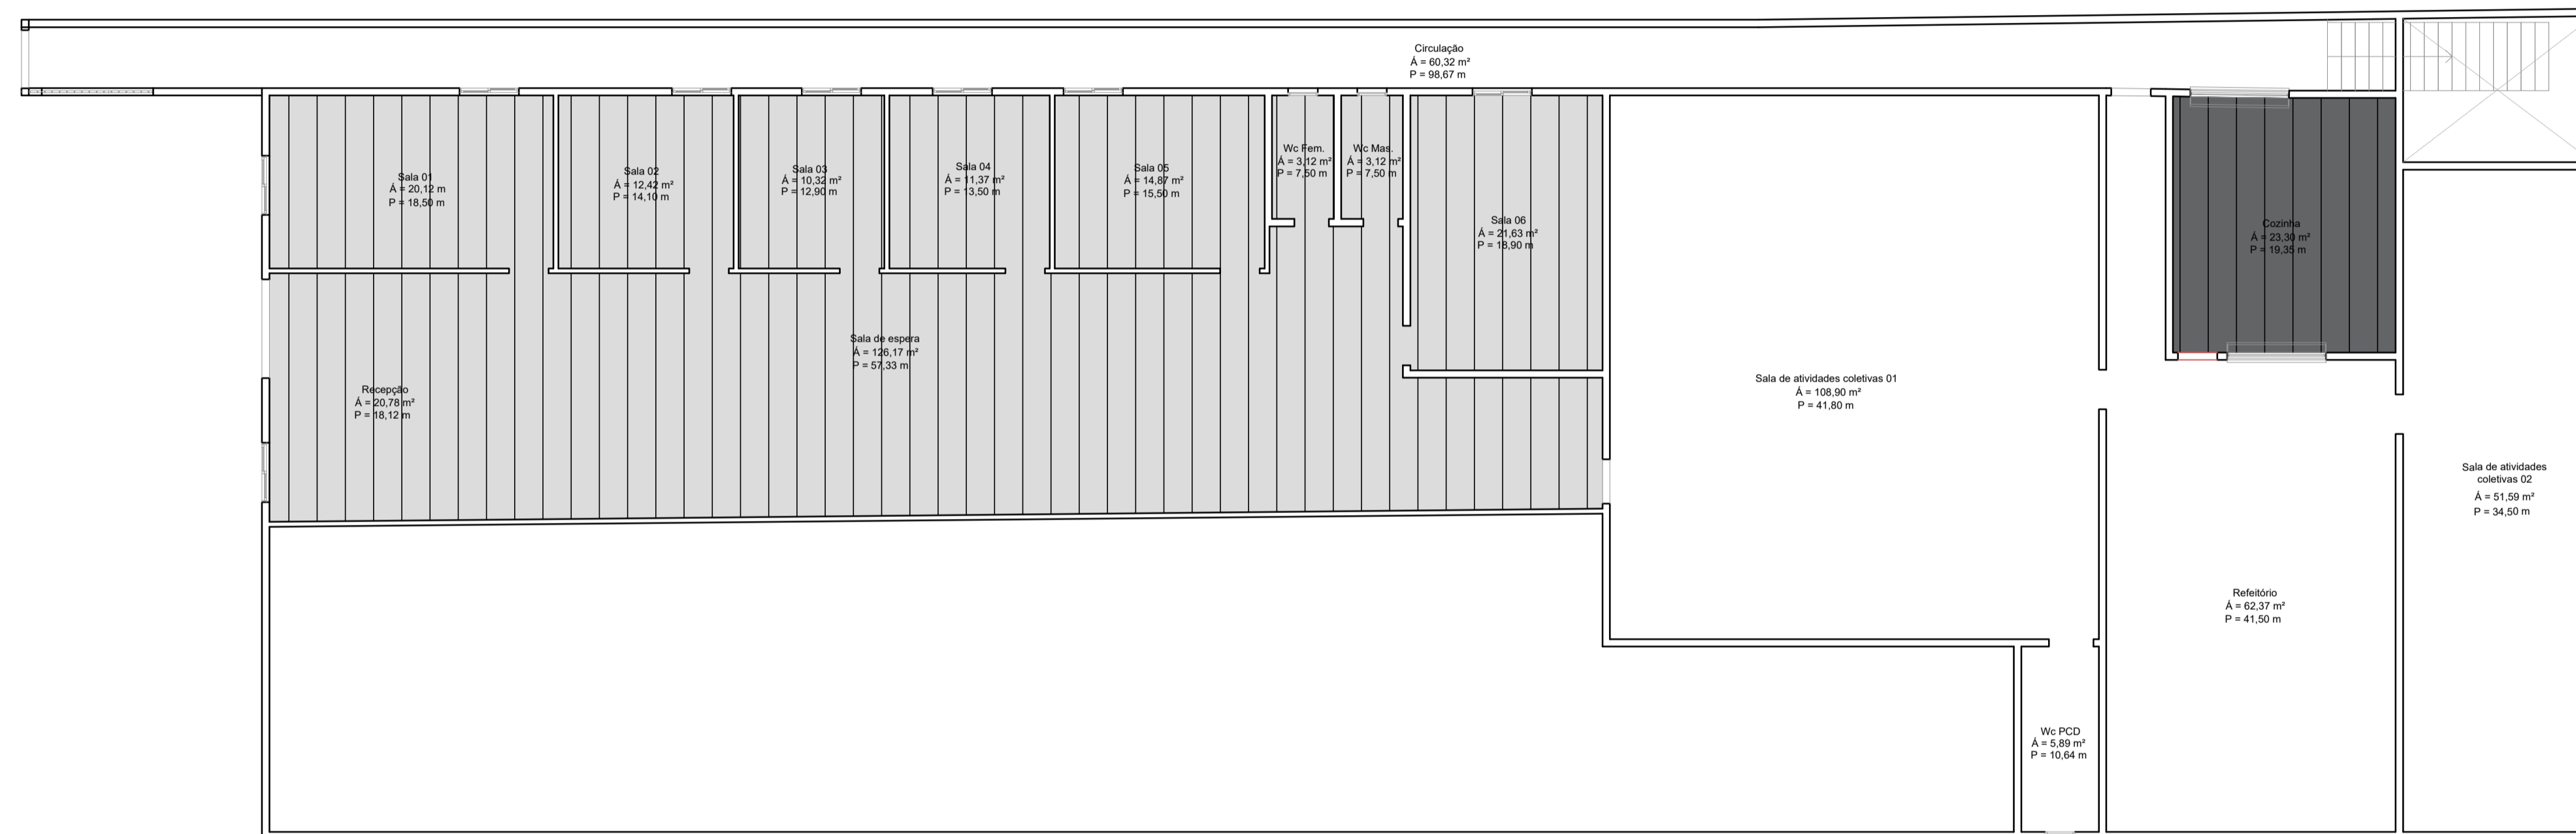 Circulação
Á = 60,32 m²
P = 98,67 m
Sala 01
Á = 20,12 m
P = 18,50 m
Sala 02
Á = 12,42 m²
P = 14,10 m
Sala 03
Á = 10,32 m²
P = 12,90 m
Sala 04
Á = 11,37 m²
P = 13,50 m
Sala 05
Á = 14,87 m²
P = 15,50 m
Wc Fem.
Á = 3,12 m²
P = 7,50 m
Wc Mas.
Á = 3,12 m²
P = 7,50 m
Sala 06
Á = 21,63 m²
P = 18,90 m
Cozinha
Á = 23,30 m²
P = 19,35 m
Sala de espera
Á = 126,17 m²
P = 57,33 m
Recepção
Á = 20,78 m²
P = 18,12 m
Sala de atividades coletivas 01
Á = 108,90 m²
P = 41,80 m
Sala de atividades
coletivas 02
Á = 51,59 m²
P = 34,50 m
Refeitório
Á = 62,37 m²
P = 41,50 m
Wc PCD
Á = 5,89 m²
P = 10,64 m